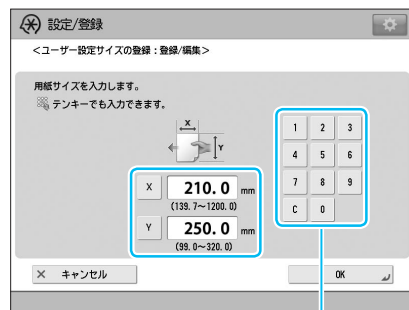 設定/登録
<ユーザー設定サイズの登録:登録/編集>
用紙サイズを入力します。
テンキーでも入力できます。
X
Y
X 210.0 mm
(139.7~1200.0)
Y 250.0 mm
(99.0~320.0)
1 2 3
4 5 6
7 8 9
C 0
× キャンセル
OK